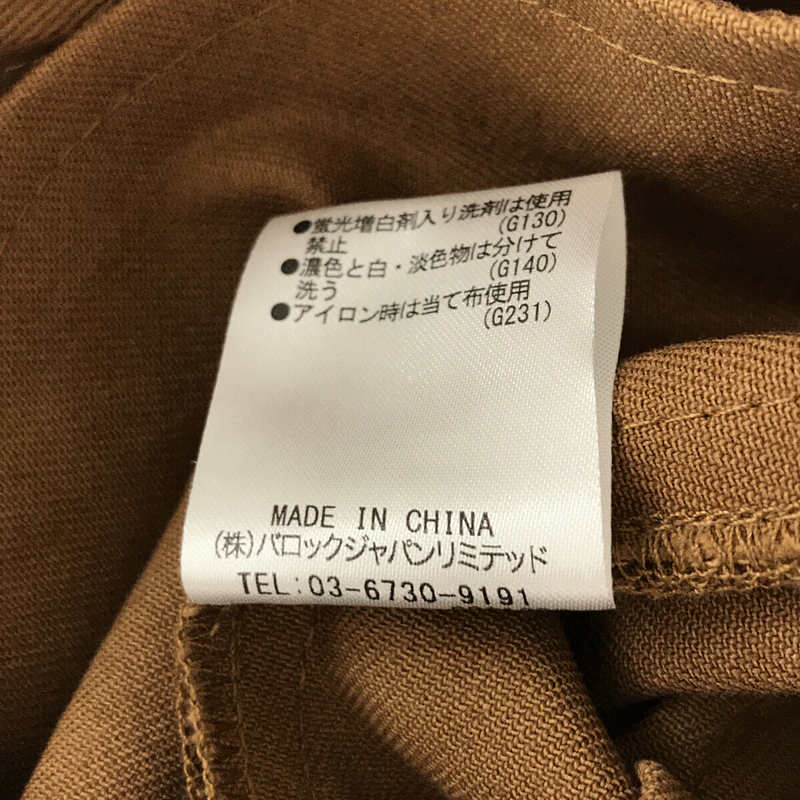 ●蛍光増白剤入り洗剤は使用
禁止 (G130)
●濃色と白・淡色物は分けて
洗う (G140)
●アイロン時は当て布使用
(G231)
MADE IN CHINA
(株)バロックジャパンリミテッド
TEL:03-6730-9191